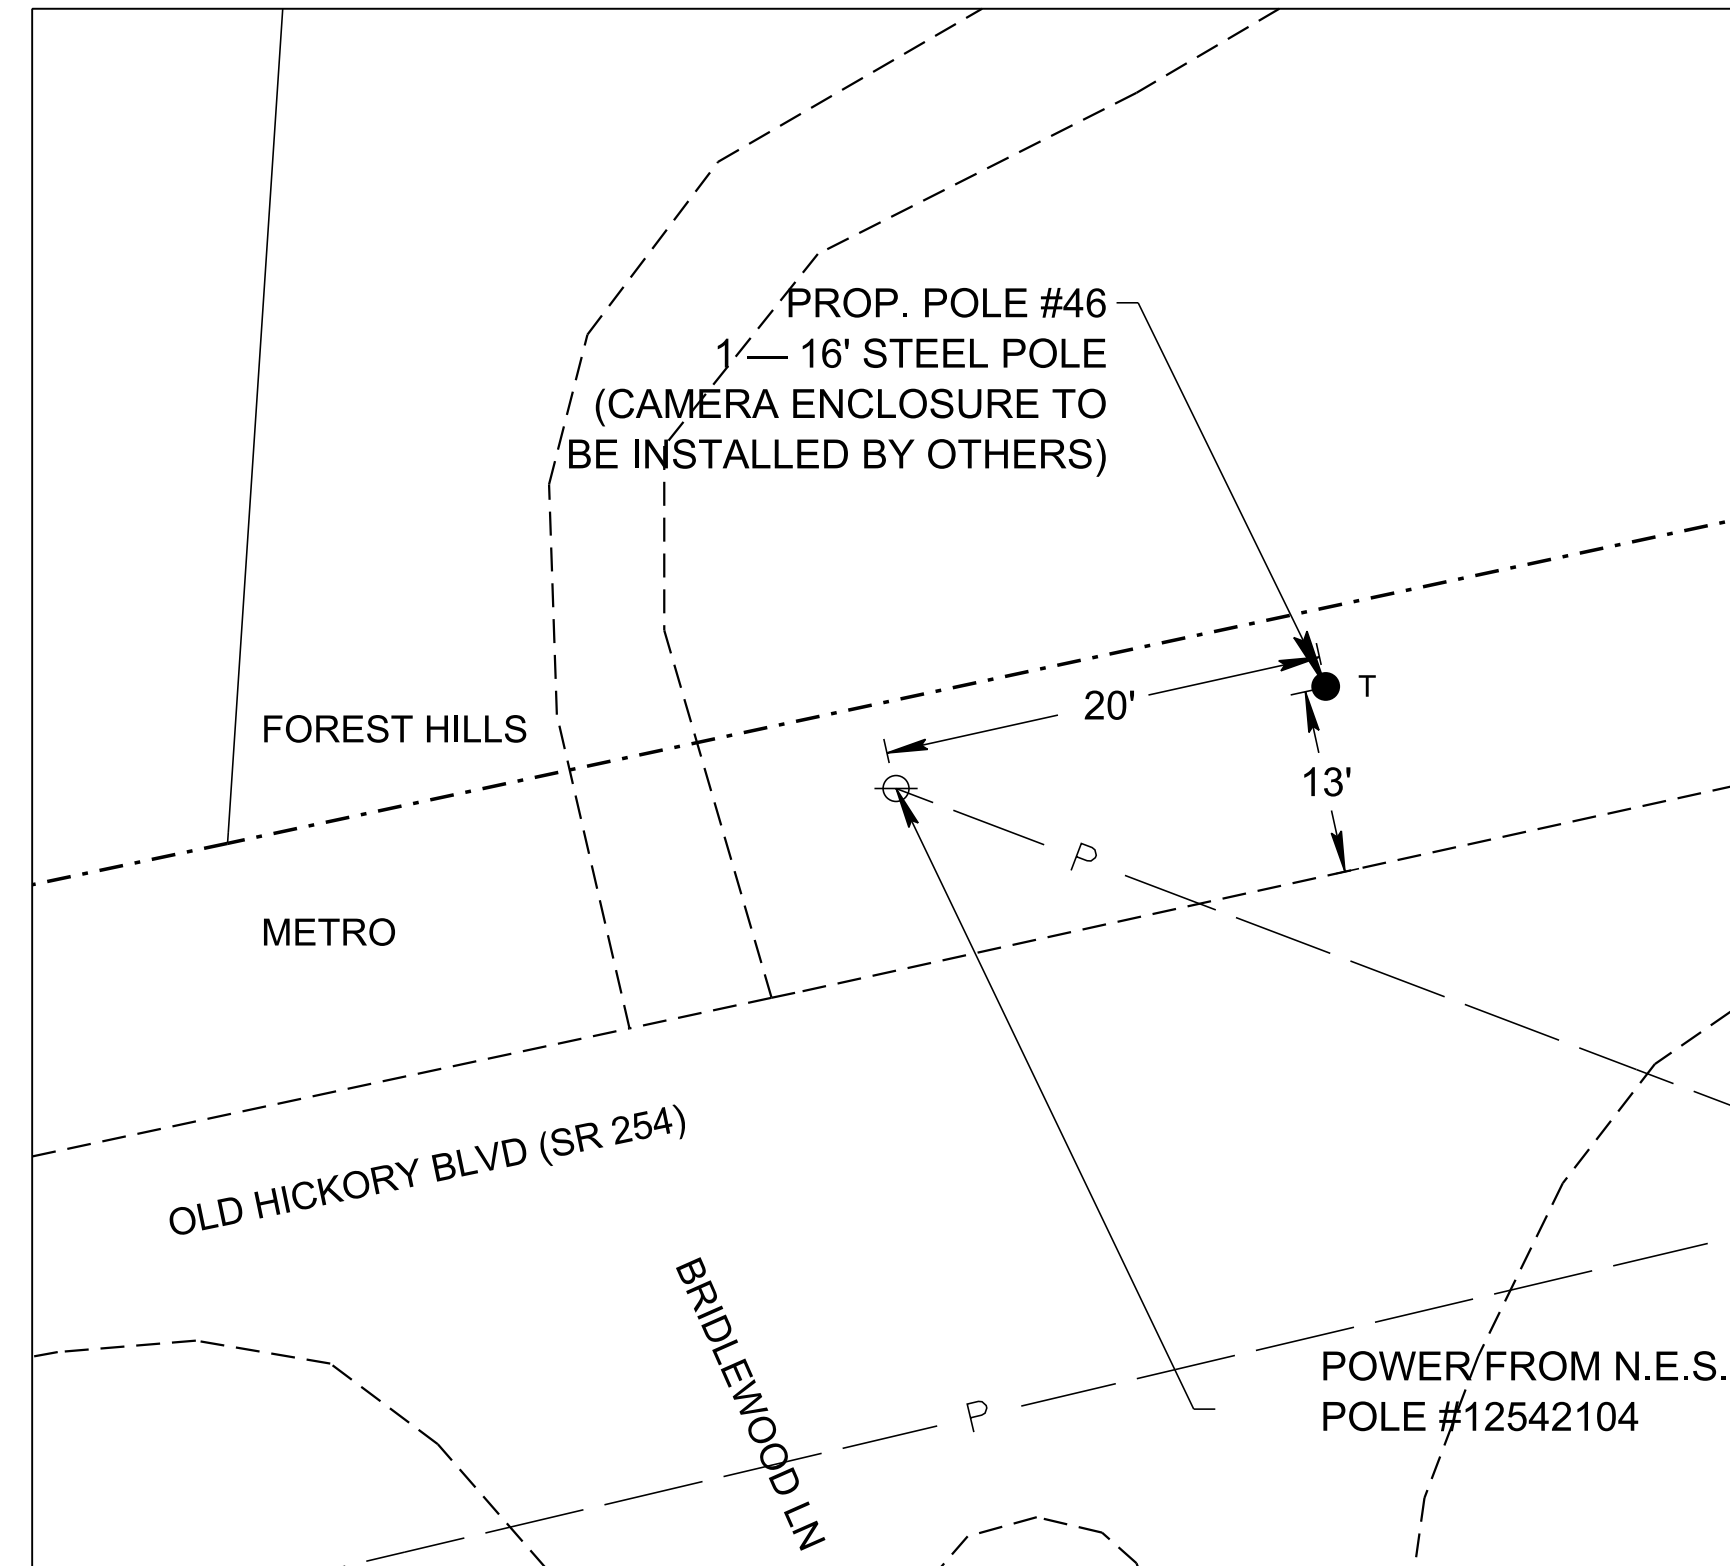 PROP. POLE #46
1 — 16' STEEL POLE
(CAMERA ENCLOSURE TO
BE INSTALLED BY OTHERS)
20'
T
13'
FOREST HILLS
P
METRO
OLD HICKORY BLVD (SR 254)
BRIDLEWOOD LN
P
POWER FROM N.E.S.
POLE #12542104